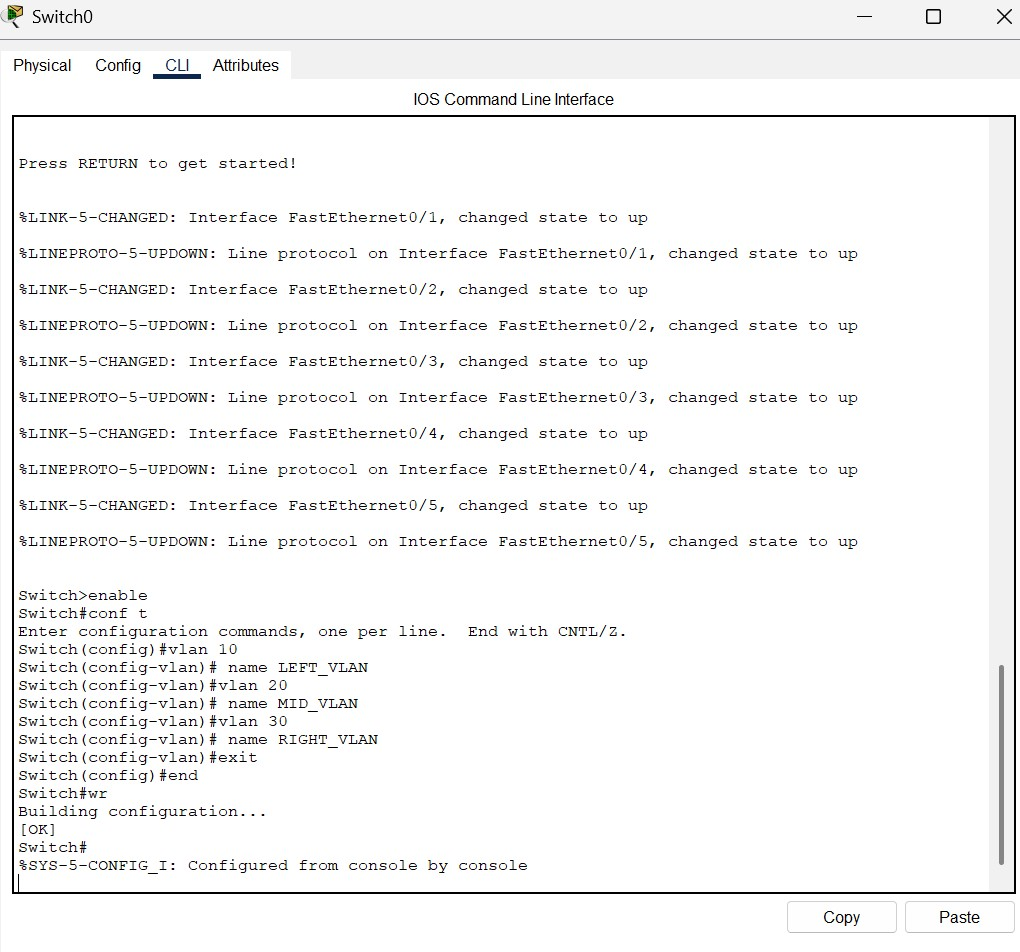 Switch0
Physical Config CLI Attributes
IOS Command Line Interface
Press RETURN to get started!
%LINK-5-CHANGED: Interface FastEthernet0/1, changed state to up
%LINEPROTO-5-UPDOWN: Line protocol on Interface FastEthernet0/1, changed state to up
%LINK-5-CHANGED: Interface FastEthernet0/2, changed state to up
%LINEPROTO-5-UPDOWN: Line protocol on Interface FastEthernet0/2, changed state to up
%LINK-5-CHANGED: Interface FastEthernet0/3, changed state to up
%LINEPROTO-5-UPDOWN: Line protocol on Interface FastEthernet0/3, changed state to up
%LINK-5-CHANGED: Interface FastEthernet0/4, changed state to up
%LINEPROTO-5-UPDOWN: Line protocol on Interface FastEthernet0/4, changed state to up
%LINK-5-CHANGED: Interface FastEthernet0/5, changed state to up
%LINEPROTO-5-UPDOWN: Line protocol on Interface FastEthernet0/5, changed state to up
Switch>enable
Switch#conf t
Enter configuration commands, one per line.  End with CNTL/Z.
Switch(config)#vlan 10
Switch(config-vlan)# name LEFT_VLAN
Switch(config-vlan)#vlan 20
Switch(config-vlan)# name MID_VLAN
Switch(config-vlan)#vlan 30
Switch(config-vlan)# name RIGHT_VLAN
Switch(config-vlan)#exit
Switch(config)#end
Switch#wr
Building configuration...
[OK]
Switch#
%SYS-5-CONFIG_I: Configured from console by console
Copy Paste